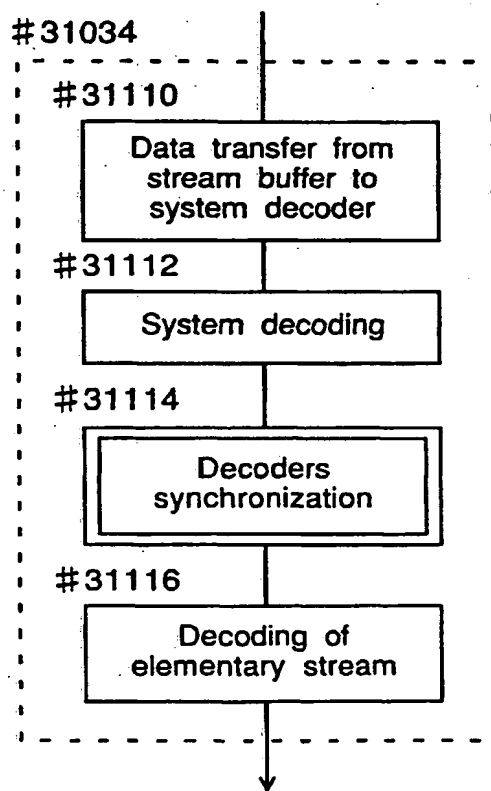 #31034
#31110
Data transfer from
stream buffer to
system decoder
#31112
System decoding
#31114
Decoders
synchronization
#31116
Decoding of
elementary stream